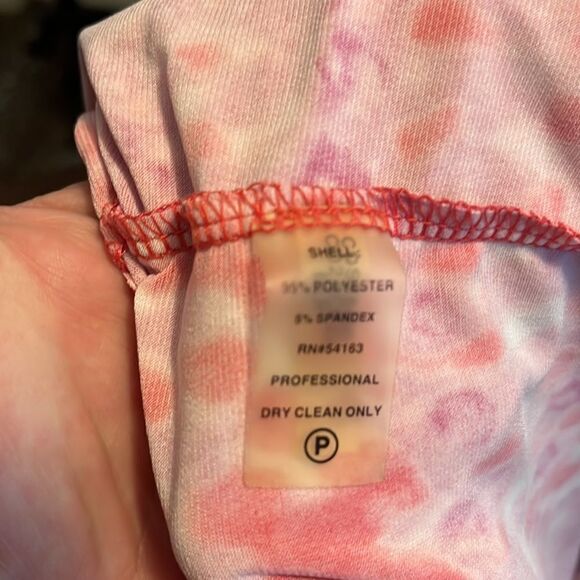 SHELL:
95% POLYESTER
5% SPANDEX
RN#54163
PROFESSIONAL
DRY CLEAN ONLY
P